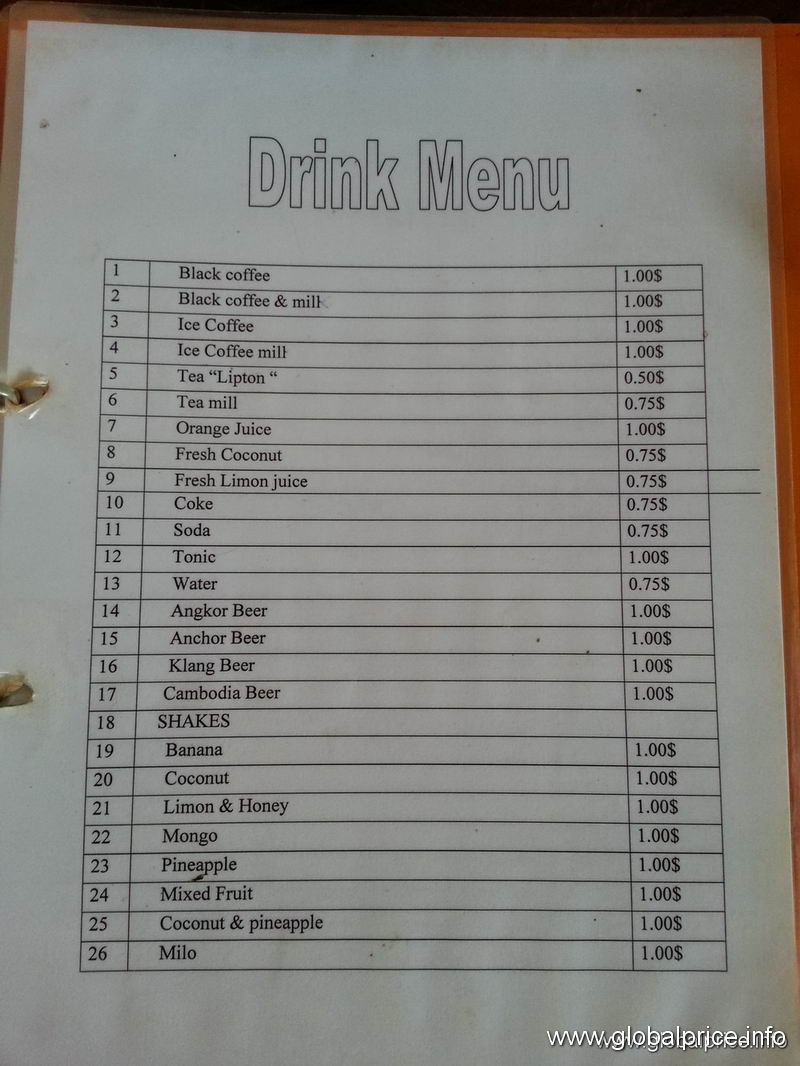 Drink Menu
1 Black coffee 1.00$
2 Black coffee & mill 1.00$
3 Ice Coffee 1.00$
4 Ice Coffee mill 1.00$
5 Tea “Lipton “ 0.50$
6 Tea mill 0.75$
7 Orange Juice 1.00$
8 Fresh Coconut 0.75$
9 Fresh Limon juice 0.75$
10 Coke 0.75$
11 Soda 0.75$
12 Tonic 1.00$
13 Water 0.75$
14 Angkor Beer 1.00$
15 Anchor Beer 1.00$
16 Klang Beer 1.00$
17 Cambodia Beer 1.00$
18 SHAKES
19 Banana 1.00$
20 Coconut 1.00$
21 Limon & Honey 1.00$
22 Mongo 1.00$
23 Pineapple 1.00$
24 Mixed Fruit 1.00$
25 Coconut & pineapple 1.00$
26 Milo 1.00$
www.globalprice.info
www.globalprice.info